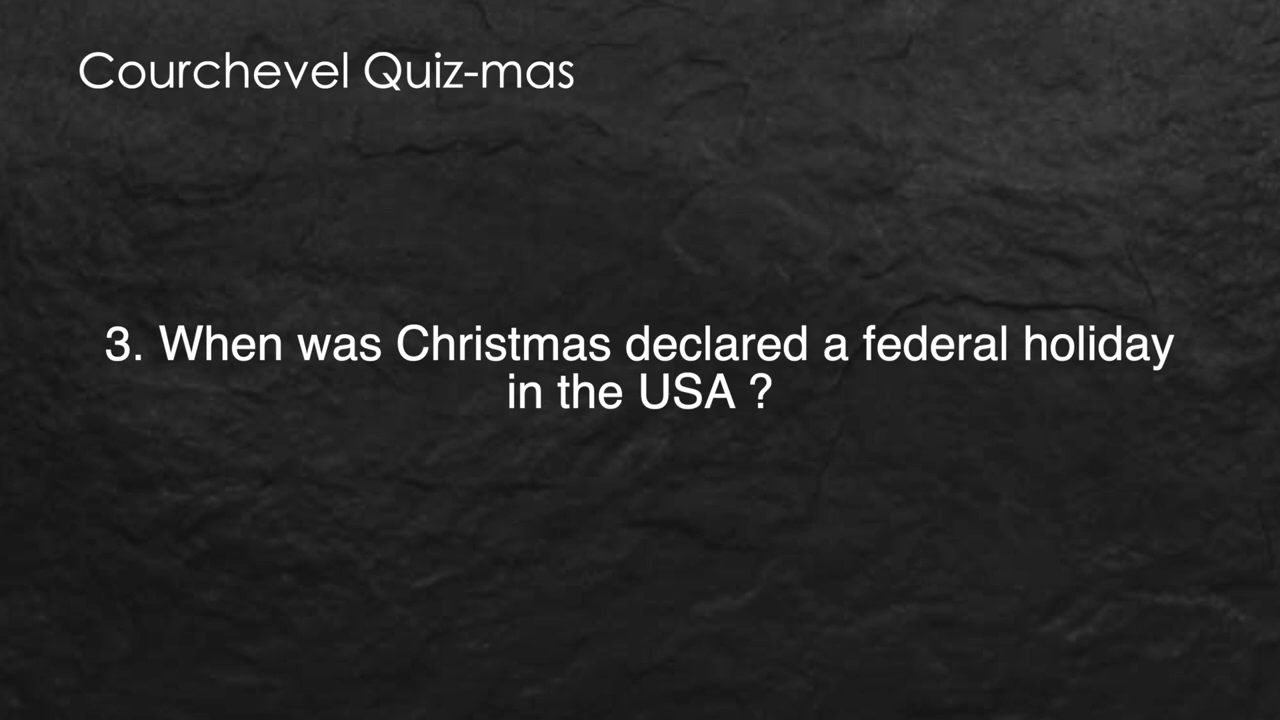 Courchevel Quiz-mas
3. When was Christmas declared a federal holiday
in the USA ?